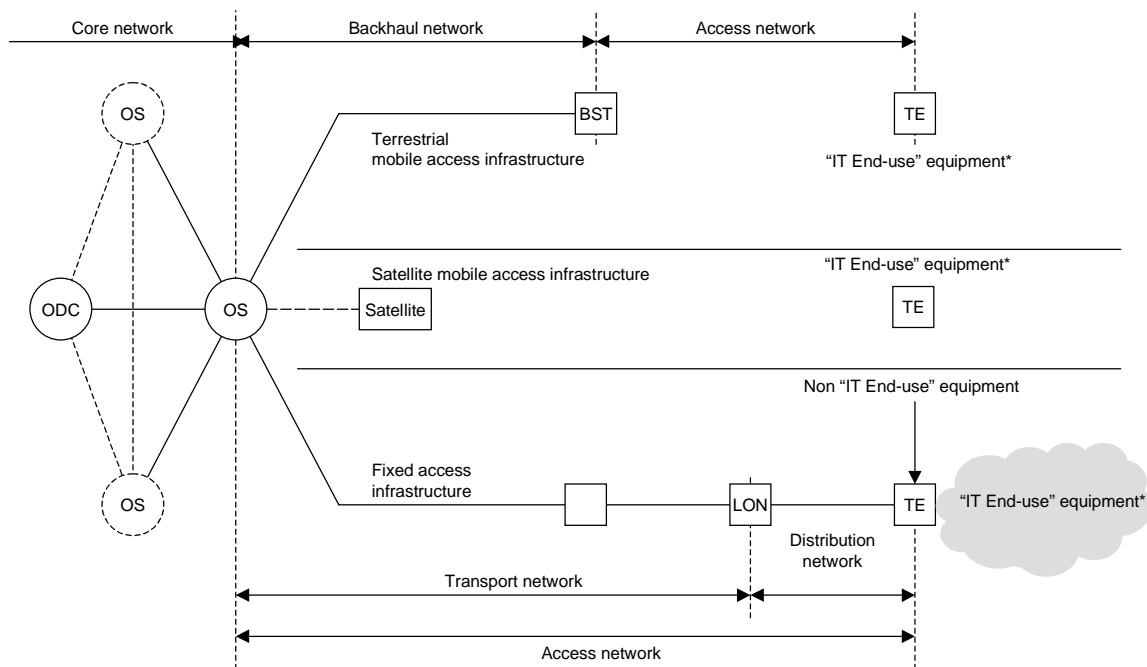 Core network
Backhaul network
Access network
OS
BST
TE
Terrestrial
mobile access infrastructure
“IT End-use” equipment*
“IT End-use” equipment*
Satellite mobile access infrastructure
ODC
OS
Satellite
TE
Non “IT End-use” equipment
Fixed access
infrastructure
OS
LON
TE
“IT End-use” equipment*
Distribution
network
Transport network
Access network